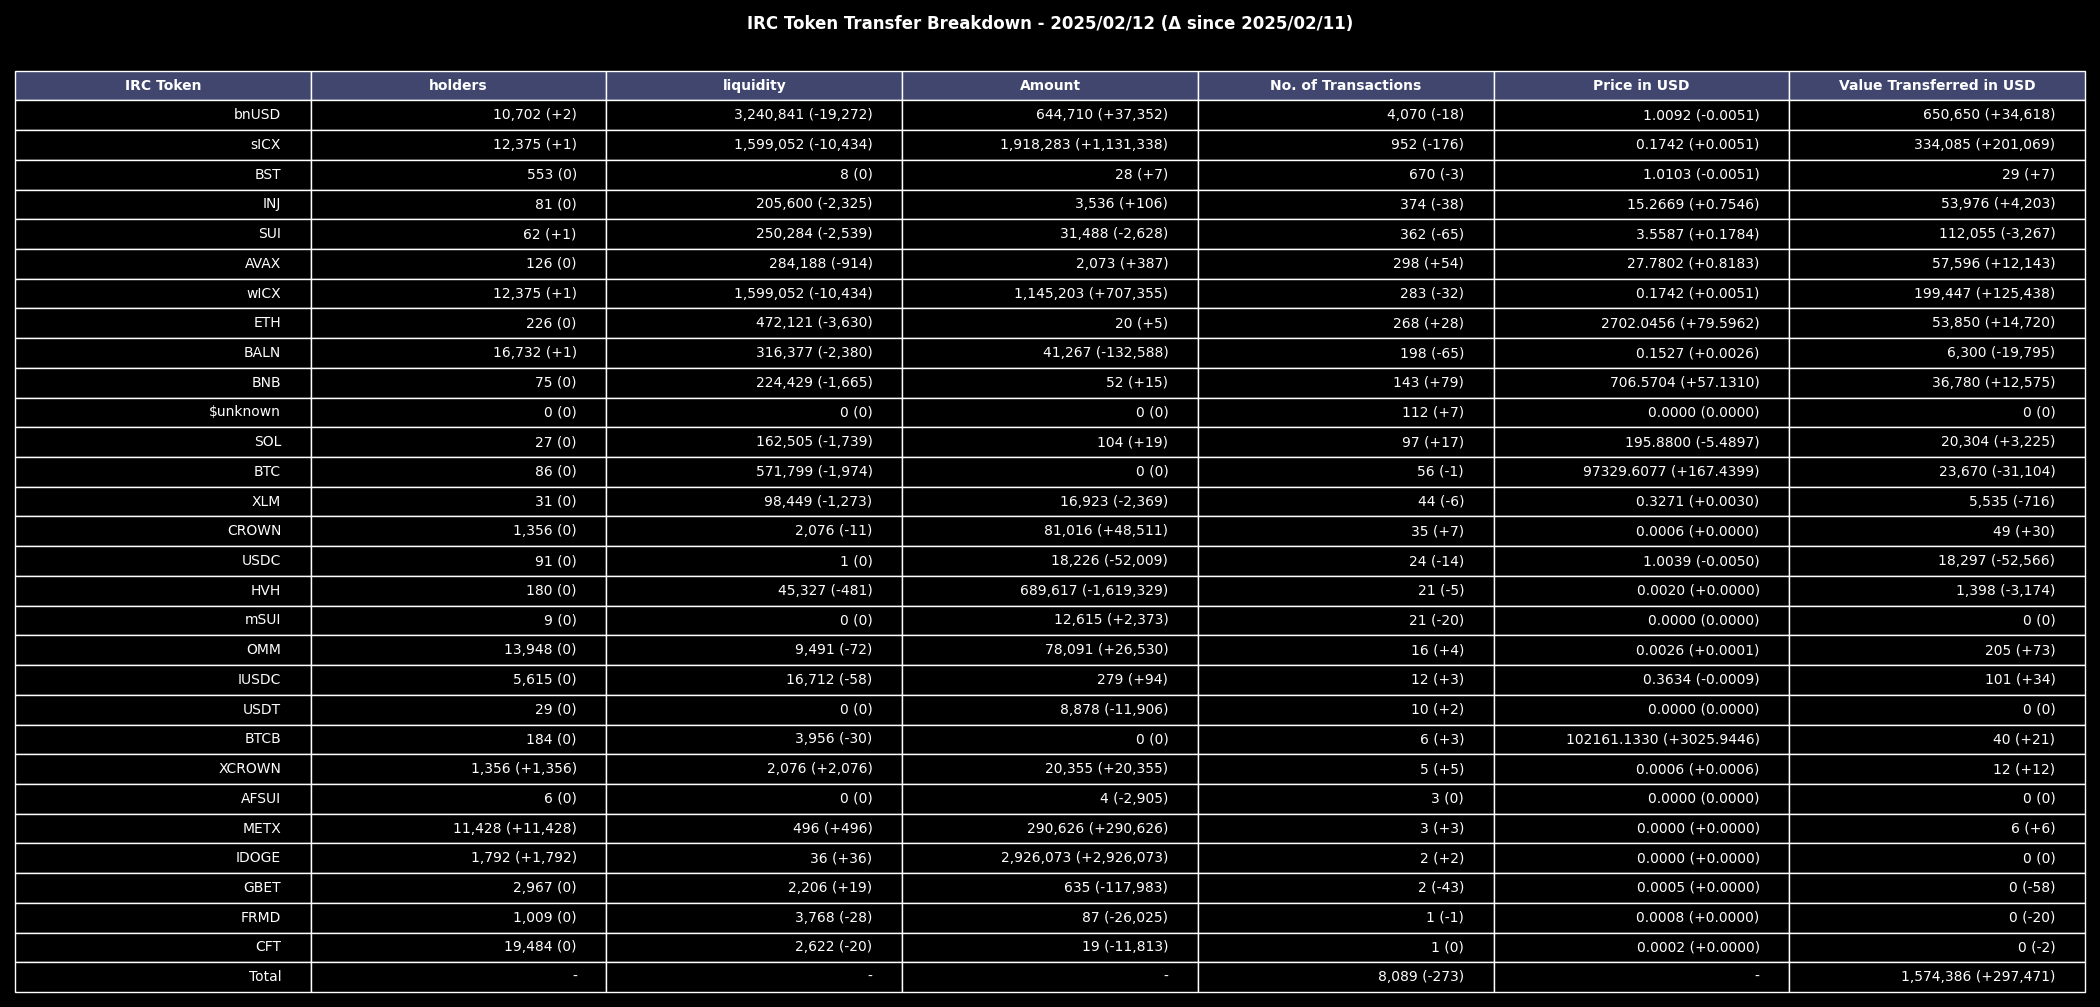 IRC Token Transfer Breakdown - 2025/02/12 (Δ since 2025/02/11)
IRC Token holders liquidity Amount No. of Transactions Price in USD Value Transferred in USD
bnUSD 10,702 (+2) 3,240,841 (-19,272) 644,710 (+37,352) 4,070 (-18) 1.0092 (-0.0051) 650,650 (+34,618)
sICX 12,375 (+1) 1,599,052 (-10,434) 1,918,283 (+1,131,338) 952 (-176) 0.1742 (+0.0051) 334,085 (+201,069)
BST 553 (0) 8 (0) 28 (+7) 670 (-3) 1.0103 (-0.0051) 29 (+7)
INJ 81 (0) 205,600 (-2,325) 3,536 (+106) 374 (-38) 15.2669 (+0.7546) 53,976 (+4,203)
SUI 62 (+1) 250,284 (-2,539) 31,488 (-2,628) 362 (-65) 3.5587 (+0.1784) 112,055 (-3,267)
AVAX 126 (0) 284,188 (-914) 2,073 (+387) 298 (+54) 27.7802 (+0.8183) 57,596 (+12,143)
wICX 12,375 (+1) 1,599,052 (-10,434) 1,145,203 (+707,355) 283 (-32) 0.1742 (+0.0051) 199,447 (+125,438)
ETH 226 (0) 472,121 (-3,630) 20 (+5) 268 (+28) 2702.0456 (+79.5962) 53,850 (+14,720)
BALN 16,732 (+1) 316,377 (-2,380) 41,267 (-132,588) 198 (-65) 0.1527 (+0.0026) 6,300 (-19,795)
BNB 75 (0) 224,429 (-1,665) 52 (+15) 143 (+79) 706.5704 (+57.1310) 36,780 (+12,575)
$unknown 0 (0) 0 (0) 0 (0) 112 (+7) 0.0000 (0.0000) 0 (0)
SOL 27 (0) 162,505 (-1,739) 104 (+19) 97 (+17) 195.8800 (-5.4897) 20,304 (+3,225)
BTC 86 (0) 571,799 (-1,974) 0 (0) 56 (-1) 97329.6077 (+167.4399) 23,670 (-31,104)
XLM 31 (0) 98,449 (-1,273) 16,923 (-2,369) 44 (-6) 0.3271 (+0.0030) 5,535 (-716)
CROWN 1,356 (0) 2,076 (-11) 81,016 (+48,511) 35 (+7) 0.0006 (+0.0000) 49 (+30)
USDC 91 (0) 1 (0) 18,226 (-52,009) 24 (-14) 1.0039 (-0.0050) 18,297 (-52,566)
HVH 180 (0) 45,327 (-481) 689,617 (-1,619,329) 21 (-5) 0.0020 (+0.0000) 1,398 (-3,174)
mSUI 9 (0) 0 (0) 12,615 (+2,373) 21 (-20) 0.0000 (0.0000) 0 (0)
OMM 13,948 (0) 9,491 (-72) 78,091 (+26,530) 16 (+4) 0.0026 (+0.0001) 205 (+73)
IUSDC 5,615 (0) 16,712 (-58) 279 (+94) 12 (+3) 0.3634 (-0.0009) 101 (+34)
USDT 29 (0) 0 (0) 8,878 (-11,906) 10 (+2) 0.0000 (0.0000) 0 (0)
BTCB 184 (0) 3,956 (-30) 0 (0) 6 (+3) 102161.1330 (+3025.9446) 40 (+21)
XCROWN 1,356 (+1,356) 2,076 (+2,076) 20,355 (+20,355) 5 (+5) 0.0006 (+0.0006) 12 (+12)
AFSUI 6 (0) 0 (0) 4 (-2,905) 3 (0) 0.0000 (0.0000) 0 (0)
METX 11,428 (+11,428) 496 (+496) 290,626 (+290,626) 3 (+3) 0.0000 (+0.0000) 6 (+6)
IDOGE 1,792 (+1,792) 36 (+36) 2,926,073 (+2,926,073) 2 (+2) 0.0000 (+0.0000) 0 (0)
GBET 2,967 (0) 2,206 (+19) 635 (-117,983) 2 (-43) 0.0005 (+0.0000) 0 (-58)
FRMD 1,009 (0) 3,768 (-28) 87 (-26,025) 1 (-1) 0.0008 (+0.0000) 0 (-20)
CFT 19,484 (0) 2,622 (-20) 19 (-11,813) 1 (0) 0.0002 (+0.0000) 0 (-2)
Total - - - 8,089 (-273) - 1,574,386 (+297,471)